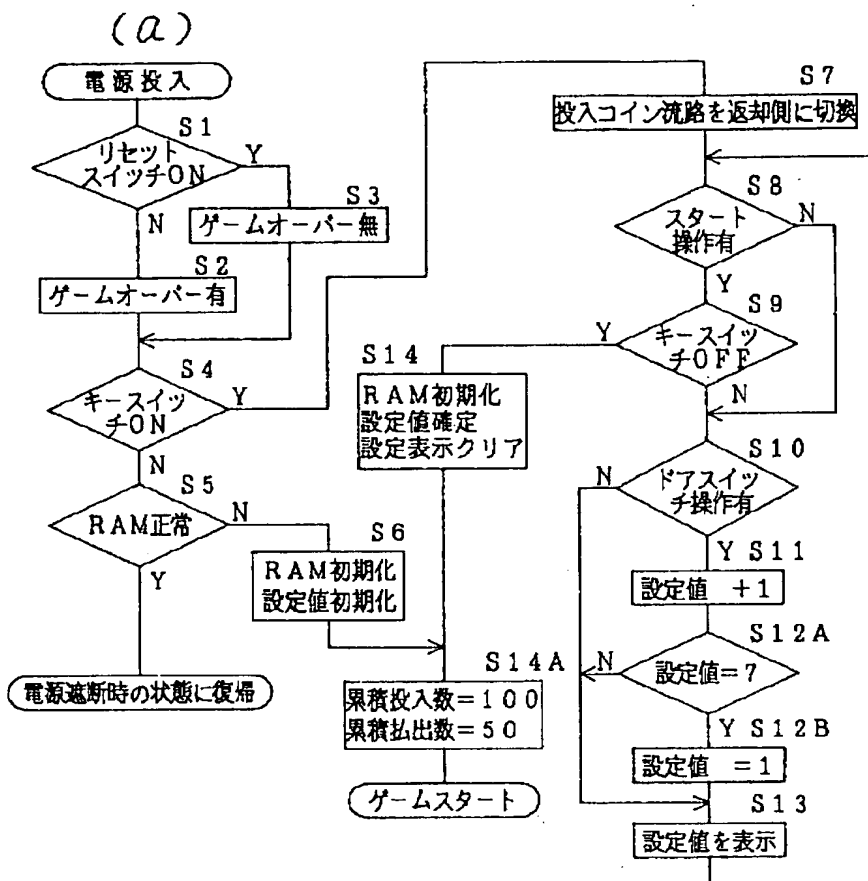 (a)
電源投入
S1
リセット
スイッチON
Y
N
S3
ゲームオーバー無
S2
ゲームオーバー有
S4
キースイッ
チON
Y
N
S5
RAM正常
N
Y
S6
RAM初期化
設定値初期化
電源遮断時の状態に復帰
S14
RAM初期化
設定値確定
設定表示クリア
S14A
累積投入数=100
累積払出数=50
ゲームスタート
S7
投入コイン流路を返却側に切換
S8
スタート
操作有
N
Y
S9
キースイッ
チOFF
Y
N
S10
ドアスイッ
チ操作有
N
Y
S11
設定値 +1
S12A
設定値=7
N
Y
S12B
設定値 =1
S13
設定値を表示